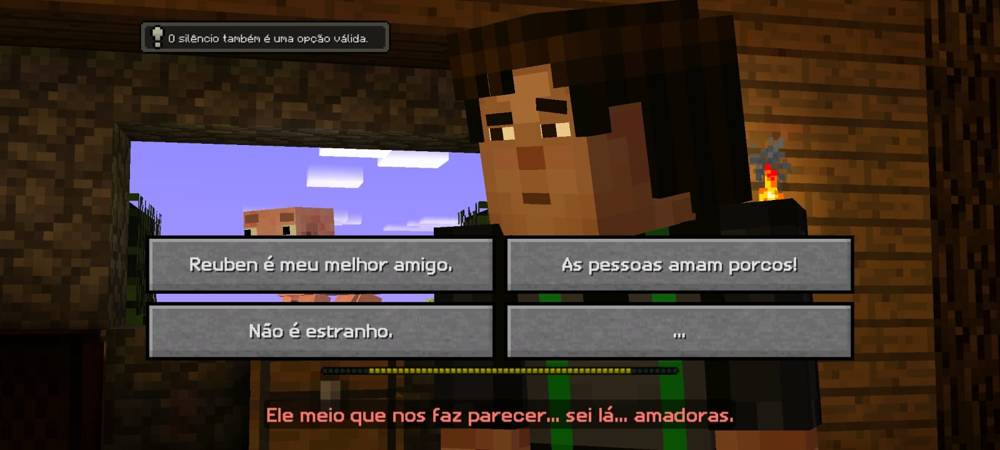 O silêncio também é uma opção válida.
Reuben é meu melhor amigo.
As pessoas amam porcos!
Não é estranho.
...
Ele meio que nos faz parecer... sei lá... amadoras.